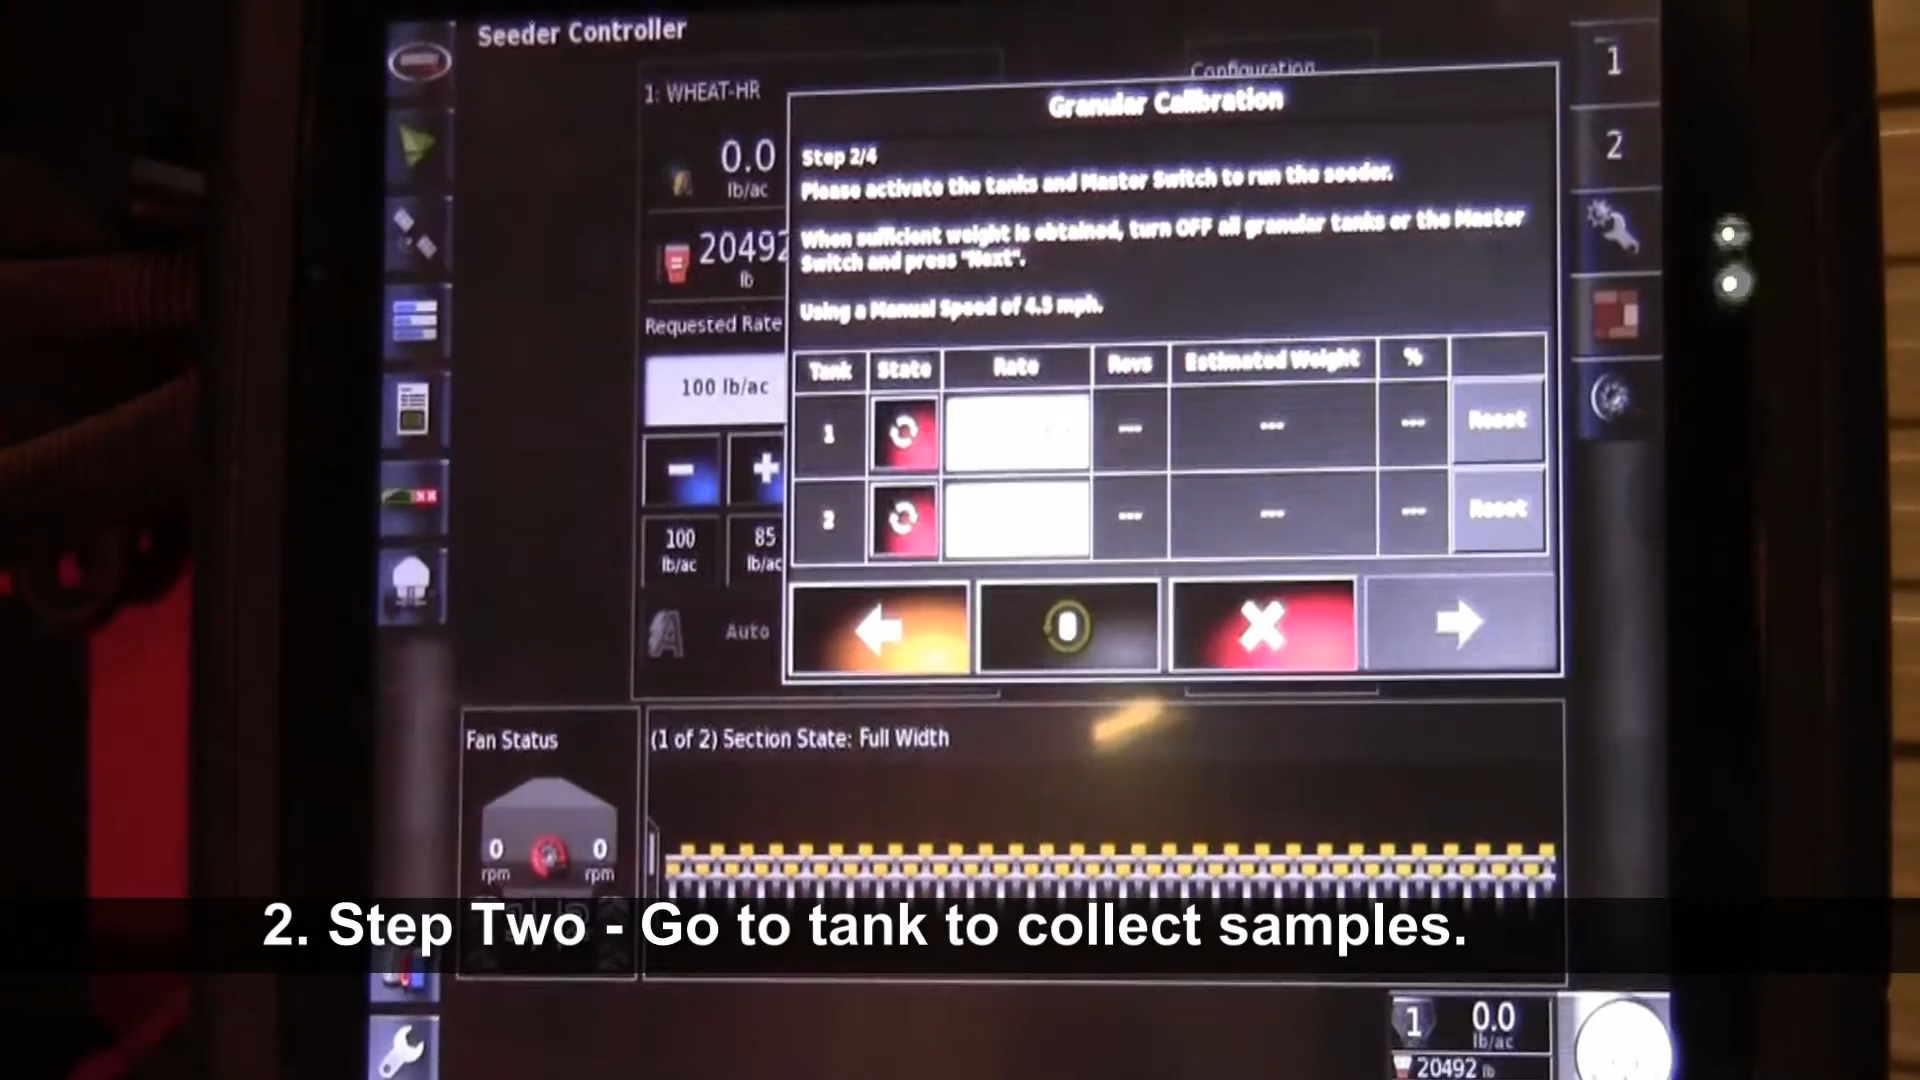 Seeder Controller
1: WHEAT-HR
0.0
lb/ac
20492
lb
Requested Rate
100 lb/ac
100
lb/ac
85
lb/ac
Auto
Configuration
Granular Calibration
Step 2/4
Please activate the tanks and Master Switch to run the seeder.
When sufficient weight is obtained, turn OFF all granular tanks or the Master
Switch and press "Next".
Using a Manual Speed of 4.5 mph.
Tank State Rate Revs Estimated Weight %
1 --- --- --- Reset
2 --- --- --- Reset
1
2
Fan Status
0
rpm
0
rpm
(1 of 2) Section State: Full Width
2. Step Two - Go to tank to collect samples.
1 0.0
lb/ac
20492 lb